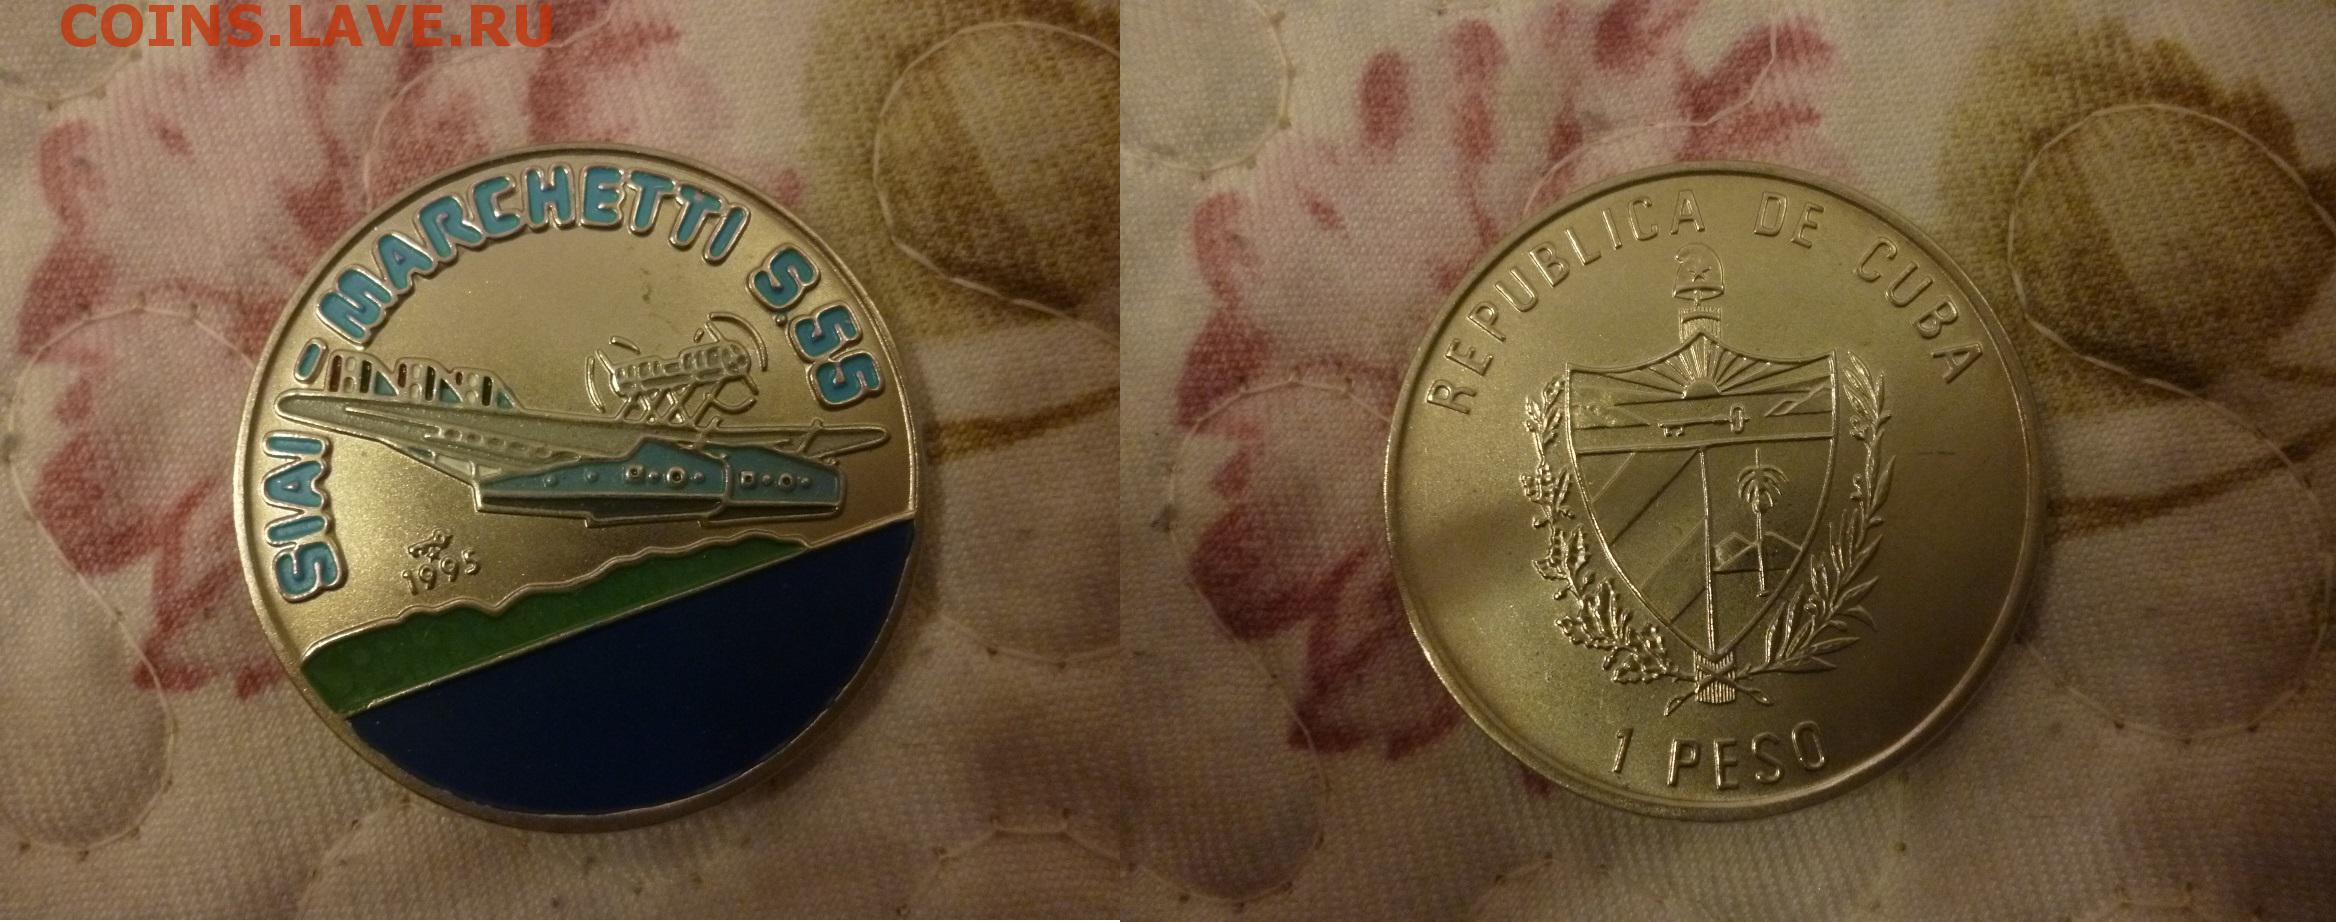 COINS.LAVE.RU
SIAI - MARCHETTI S.55
1995
REPUBLICA DE CUBA
1 PESO